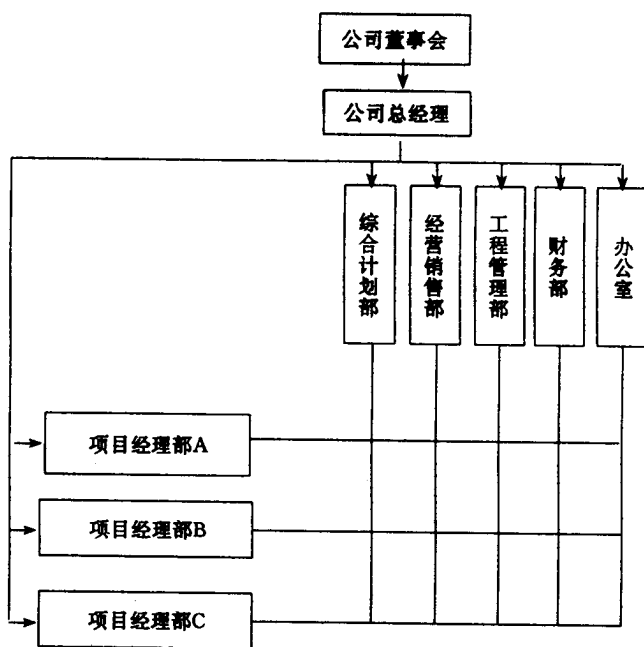 公司董事会
公司总经理
综合计划部
经营销售部
工程管理部
财务部
办公室
项目经理部A
项目经理部B
项目经理部C